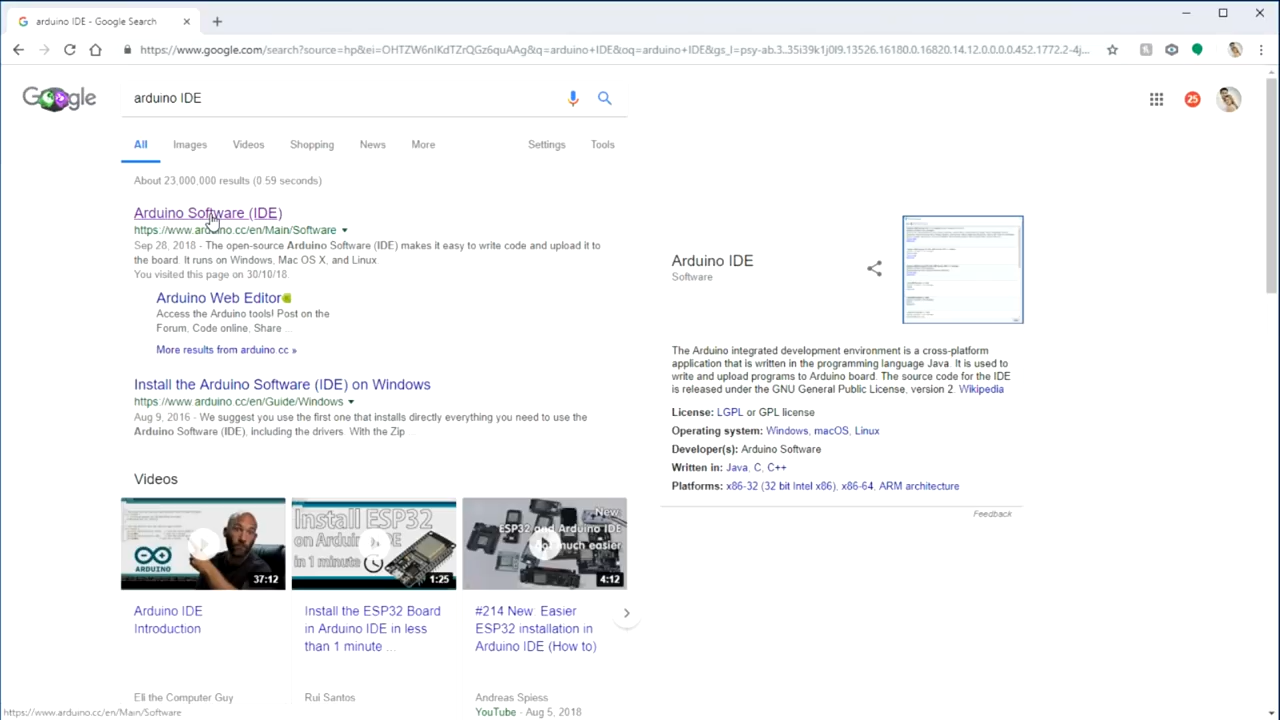 arduino IDE - Google Search
https://www.google.com/search?source=hp&ei=OHTZW6nIKdTZrQGz6quAAg&q=arduino+IDE&oq=arduino+IDE&gs_l=psy-ab.3..35i39k1j0l9.13526.16180.0.16820.14.12.0.0.0.0.452.1772.2-4j...
Google
arduino IDE
25
All Images Videos Shopping News More Settings Tools
About 23,000,000 results (0.59 seconds)
Arduino Software (IDE)
https://www.arduino.cc/en/Main/Software
Sep 28, 2018 - The open-source Arduino Software (IDE) makes it easy to write code and upload it to
the board. It runs on Windows, Mac OS X, and Linux
You visited this page on 30/10/18.
Arduino Web Editor
Access the Arduino tools! Post on the
Forum, Code online, Share ...
More results from arduino.cc »
Install the Arduino Software (IDE) on Windows
https://www.arduino.cc/en/Guide/Windows
Aug 9, 2016 - We suggest you use the first one that installs directly everything you need to use the
Arduino Software (IDE), including the drivers. With the Zip ...
Videos
ARDUINO
37:12
Install ESP32
on Arduino IDE
in 1 minute
1:25
New:
ESP32 and Arduino IDE
much easier
4:12
Arduino IDE
Introduction
Install the ESP32 Board
in Arduino IDE in less
than 1 minute ...
#214 New Easier
ESP32 installation in
Arduino IDE (How to)
Eli the Computer Guy
Rui Santos
Andreas Spiess
YouTube - Aug 5, 2018
Arduino IDE
Software
The Arduino integrated development environment is a cross-platform
application that is written in the programming language Java. It is used to
write and upload programs to Arduino board. The source code for the IDE
is released under the GNU General Public License, version 2. Wikipedia
License: LGPL or GPL license
Operating system: Windows, macOS, Linux
Developer(s): Arduino Software
Written in: Java, C, C++
Platforms: x86-32 (32 bit Intel x86), x86-64, ARM architecture
Feedback
https://www.arduino.cc/en/Main/Software